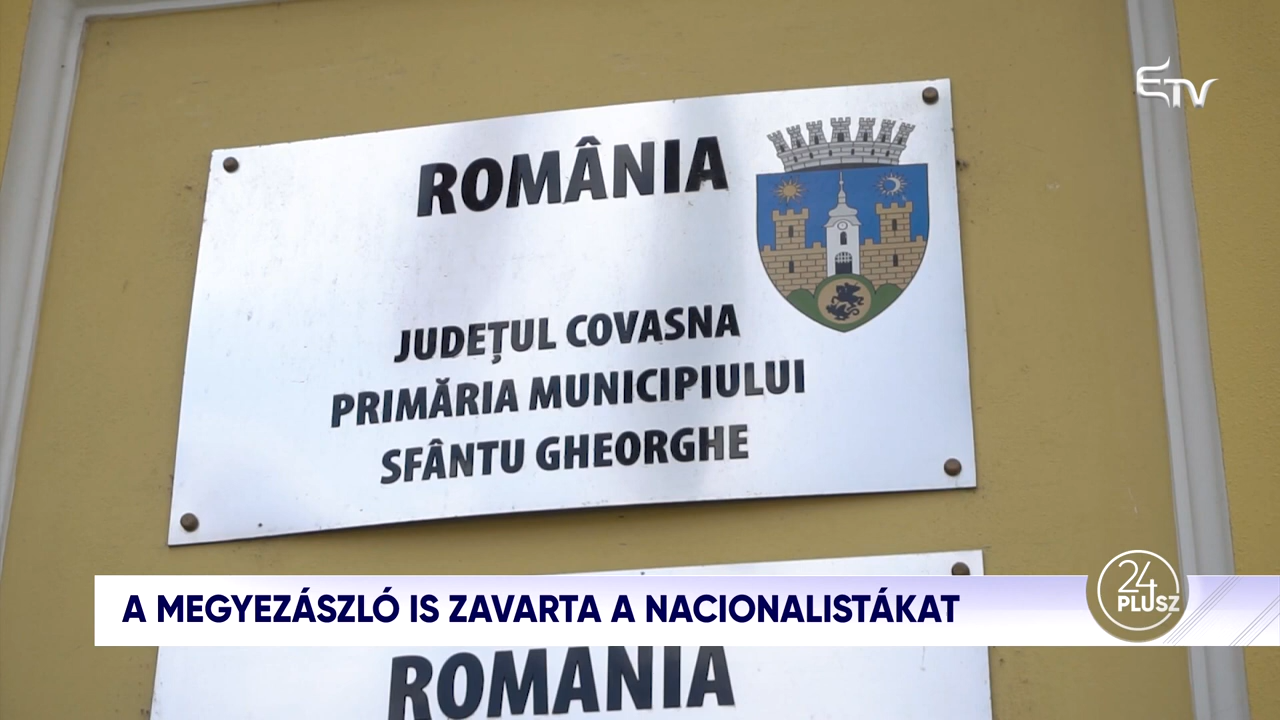 ETV
ROMÂNIA
JUDEȚUL COVASNA
PRIMĂRIA MUNICIPIULUI
SFÂNTU GHEORGHE
A MEGYEZÁSZLÓ IS ZAVARTA A NACIONALISTÁKAT
24
PLUSZ
ROMÂNIA